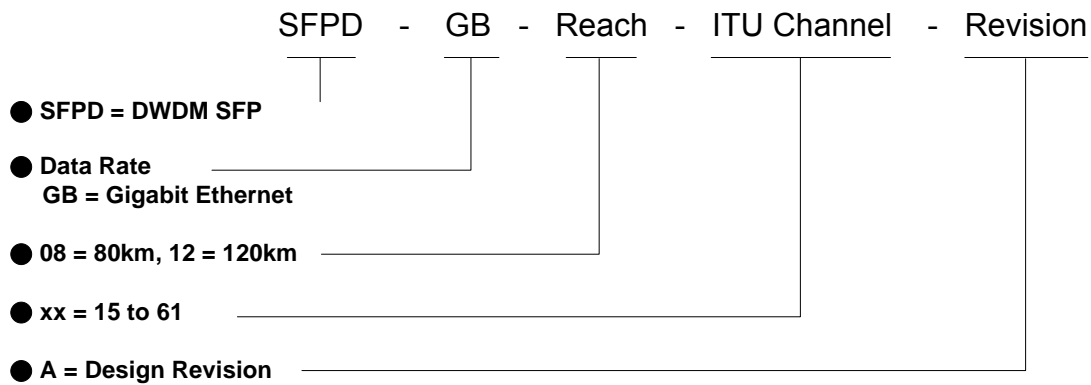 SFPD - GB - Reach - ITU Channel - Revision
● SFPD = DWDM SFP
● Data Rate
GB = Gigabit Ethernet
● 08 = 80km, 12 = 120km
● xx = 15 to 61
● A = Design Revision